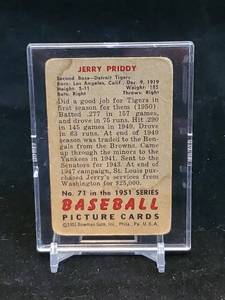 JERRY PRIDDY
Second Base—Detroit Tigers
Born: Los Angeles, Calif., Dec. 9, 1919
Height: 5-11 Weight: 185
Bats: Right Throws: Right
Did a good job for Tigers in
first season for them (1950)
Batted .277 in 157 games,
and drove in 75 runs. Hit .290
in 145 games in 1949. Drove
in 63 runs. At end of 1949
season was traded to the Ben-
gals from the Browns. Came
up through the minors to the
Yankees in 1941. Sent to the
Senators for 1943. At end of
1947 campaign, St. Louis pur-
chased Jerry's services from
Washington for $25,000.
No. 71 in the 1951 SERIES
BASEBALL
PICTURE CARDS
©1951 Bowman Gum, Inc., Phila., Pa., U.S.A.